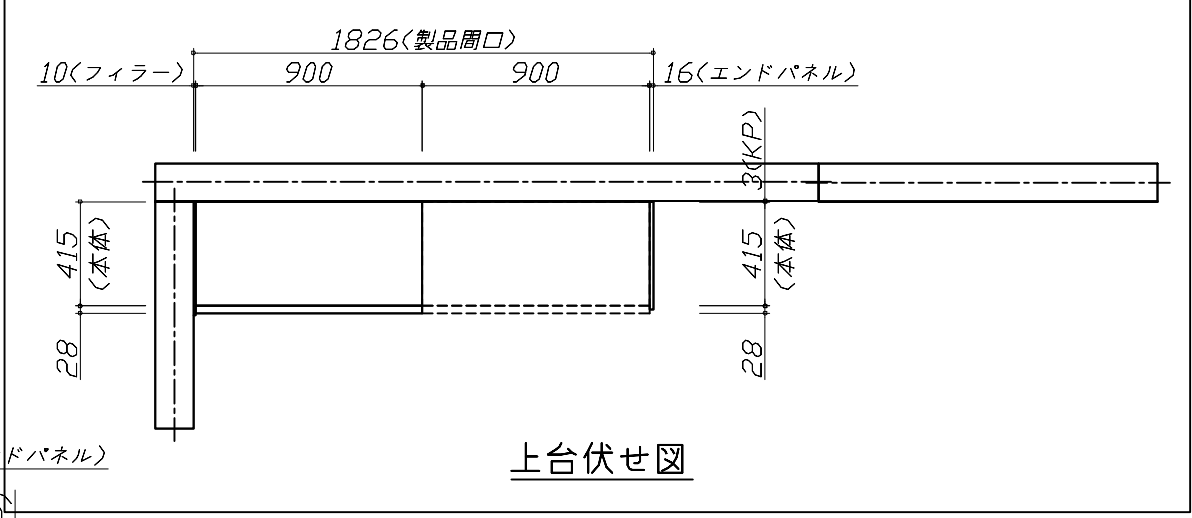 1826(製品間口)
10(フィラー)
900
900
16(エンドパネル)
3(KP)
415
(本体)
415
(本体)
28
28
ドパネル)
上台伏せ図